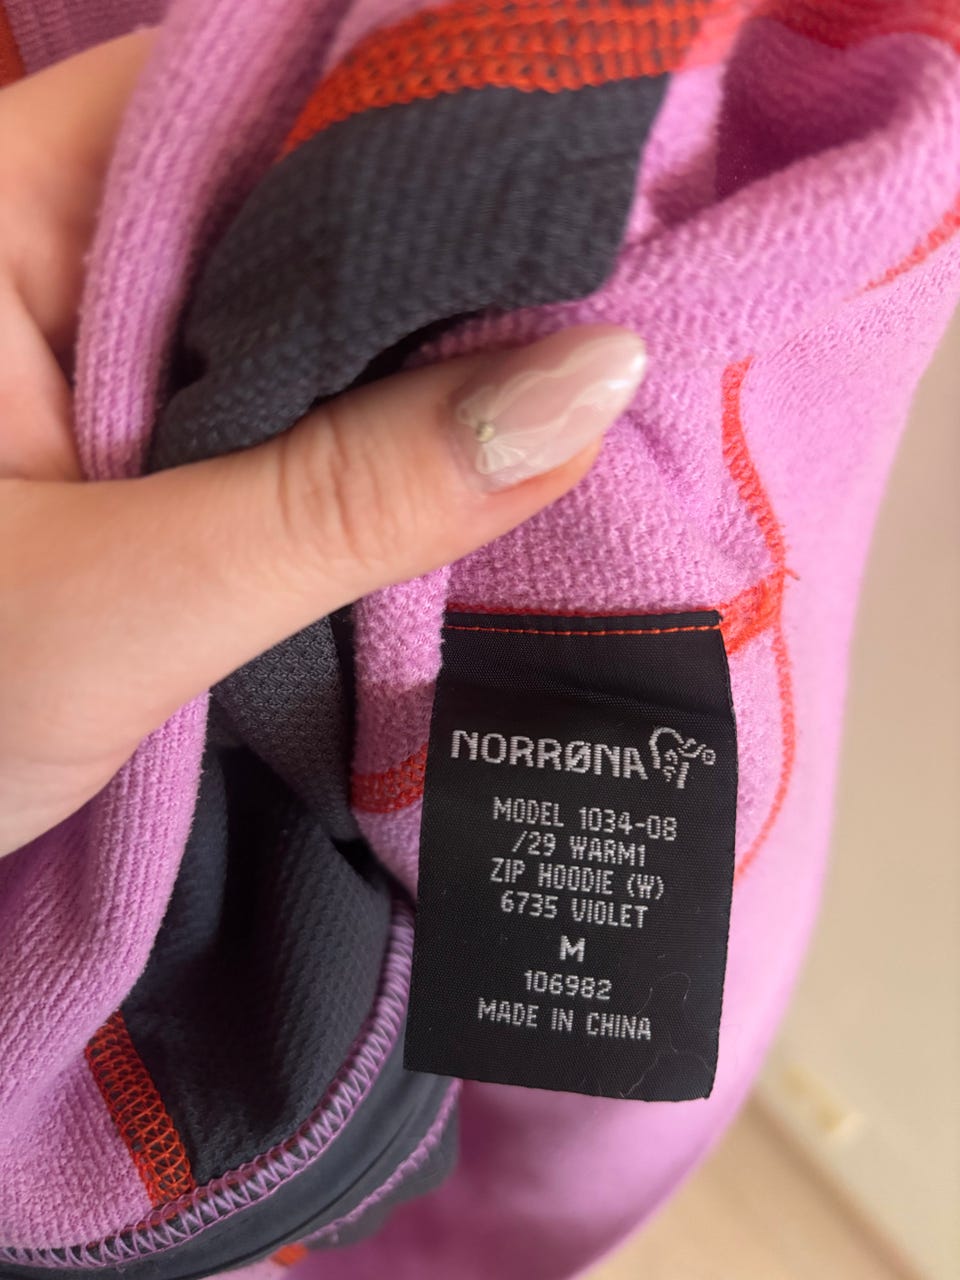 NORRØNA
MODEL 1034-08
/29 WARM1
ZIP HOODIE (W)
6735 VIOLET
M
106982
MADE IN CHINA